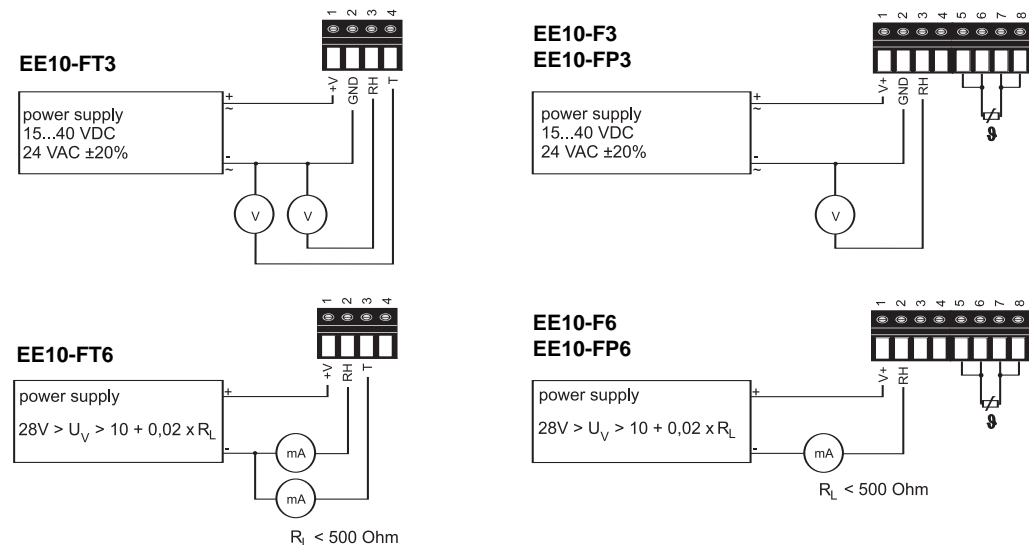 EE10-FT3
1 2 3 4
+V GND RH T
power supply
15...40 VDC
24 VAC ±20%
+
~
-
~
V V
EE10-F3
EE10-FP3
1 2 3 4 5 6 7 8
V+ GND RH
ϑ
power supply
15...40 VDC
24 VAC ±20%
+
~
-
~
V
EE10-FT6
1 2 3 4
+V RH T
power supply
28V > U_V > 10 + 0,02 x R_L
+
-
mA
mA
R_L < 500 Ohm
EE10-F6
EE10-FP6
1 2 3 4 5 6 7 8
V+ RH
ϑ
power supply
28V > U_V > 10 + 0,02 x R_L
+
-
mA
R_L < 500 Ohm